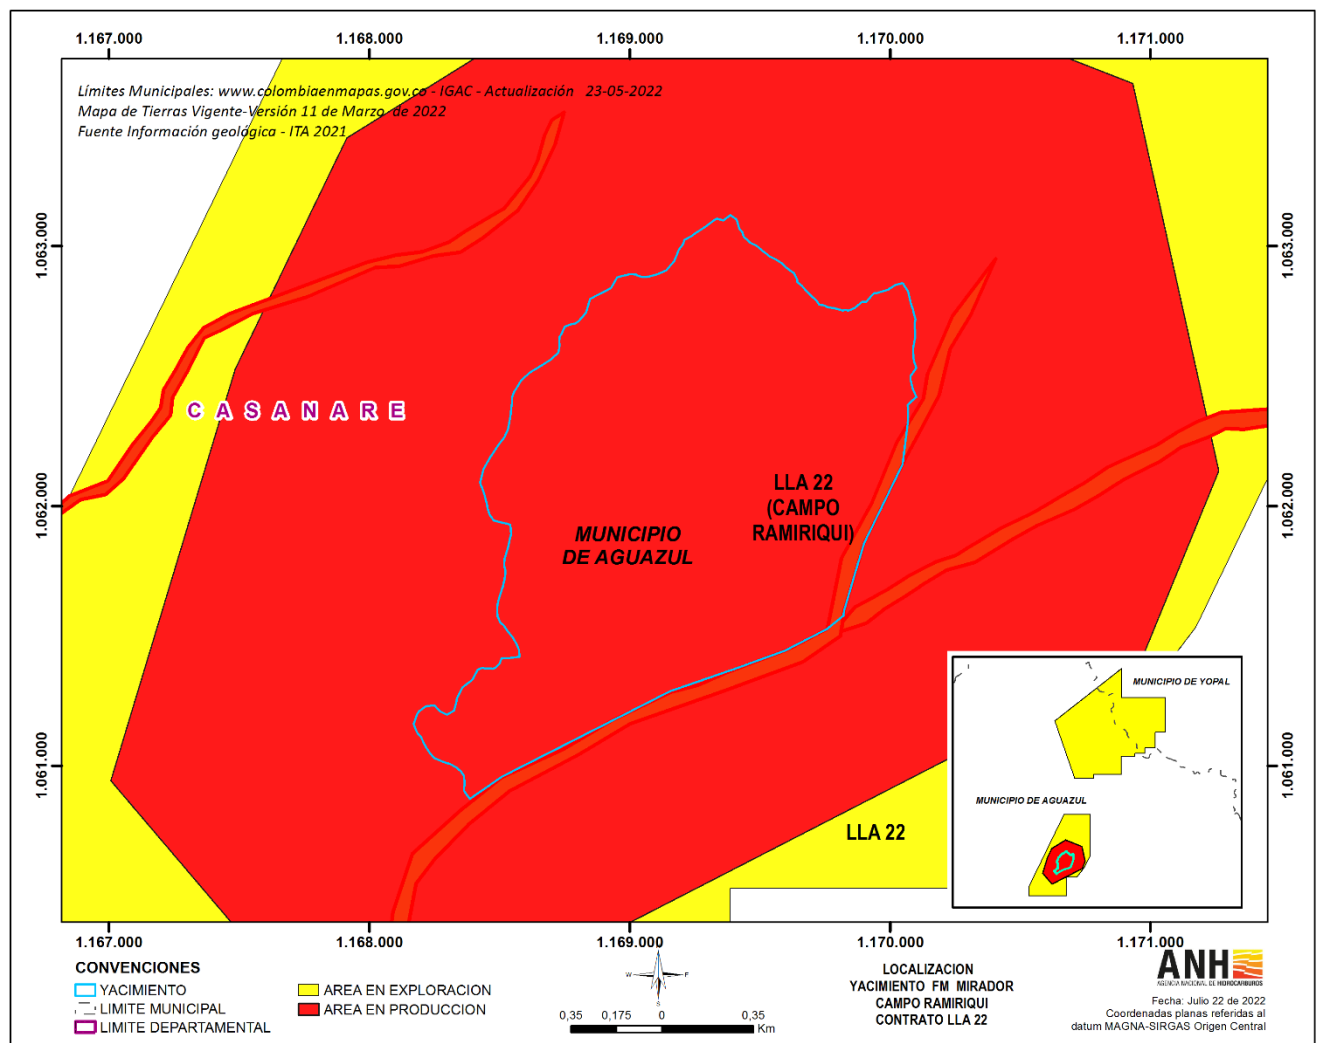 1.167.000 1.168.000 1.169.000 1.170.000 1.171.000
Límites Municipales: www.colombiaenmapas.gov.co - IGAC - Actualización 23-05-2022
Mapa de Tierras Vigente-Versión 11 de Marzo de 2022
Fuente Información geológica - ITA 2021
1.063.000 1.063.000
C A S A N A R E
LLA 22
(CAMPO
RAMIRIQUI)
1.062.000 1.062.000
MUNICIPIO
DE AGUAZUL
MUNICIPIO DE YOPAL
1.061.000 1.061.000
MUNICIPIO DE AGUAZUL
LLA 22
1.167.000 1.168.000 1.169.000 1.170.000 1.171.000
CONVENCIONES
YACIMIENTO
LIMITE MUNICIPAL
LIMITE DEPARTAMENTAL
AREA EN EXPLORACION
AREA EN PRODUCCION
0,35 0,175 0 0,35
Km
LOCALIZACION
YACIMIENTO FM MIRADOR
CAMPO RAMIRIQUI
CONTRATO LLA 22
ANH
AGENCIA NACIONAL DE HIDROCARBUROS
Fecha: Julio 22 de 2022
Coordenadas planas referidas al
datum MAGNA-SIRGAS Origen Central